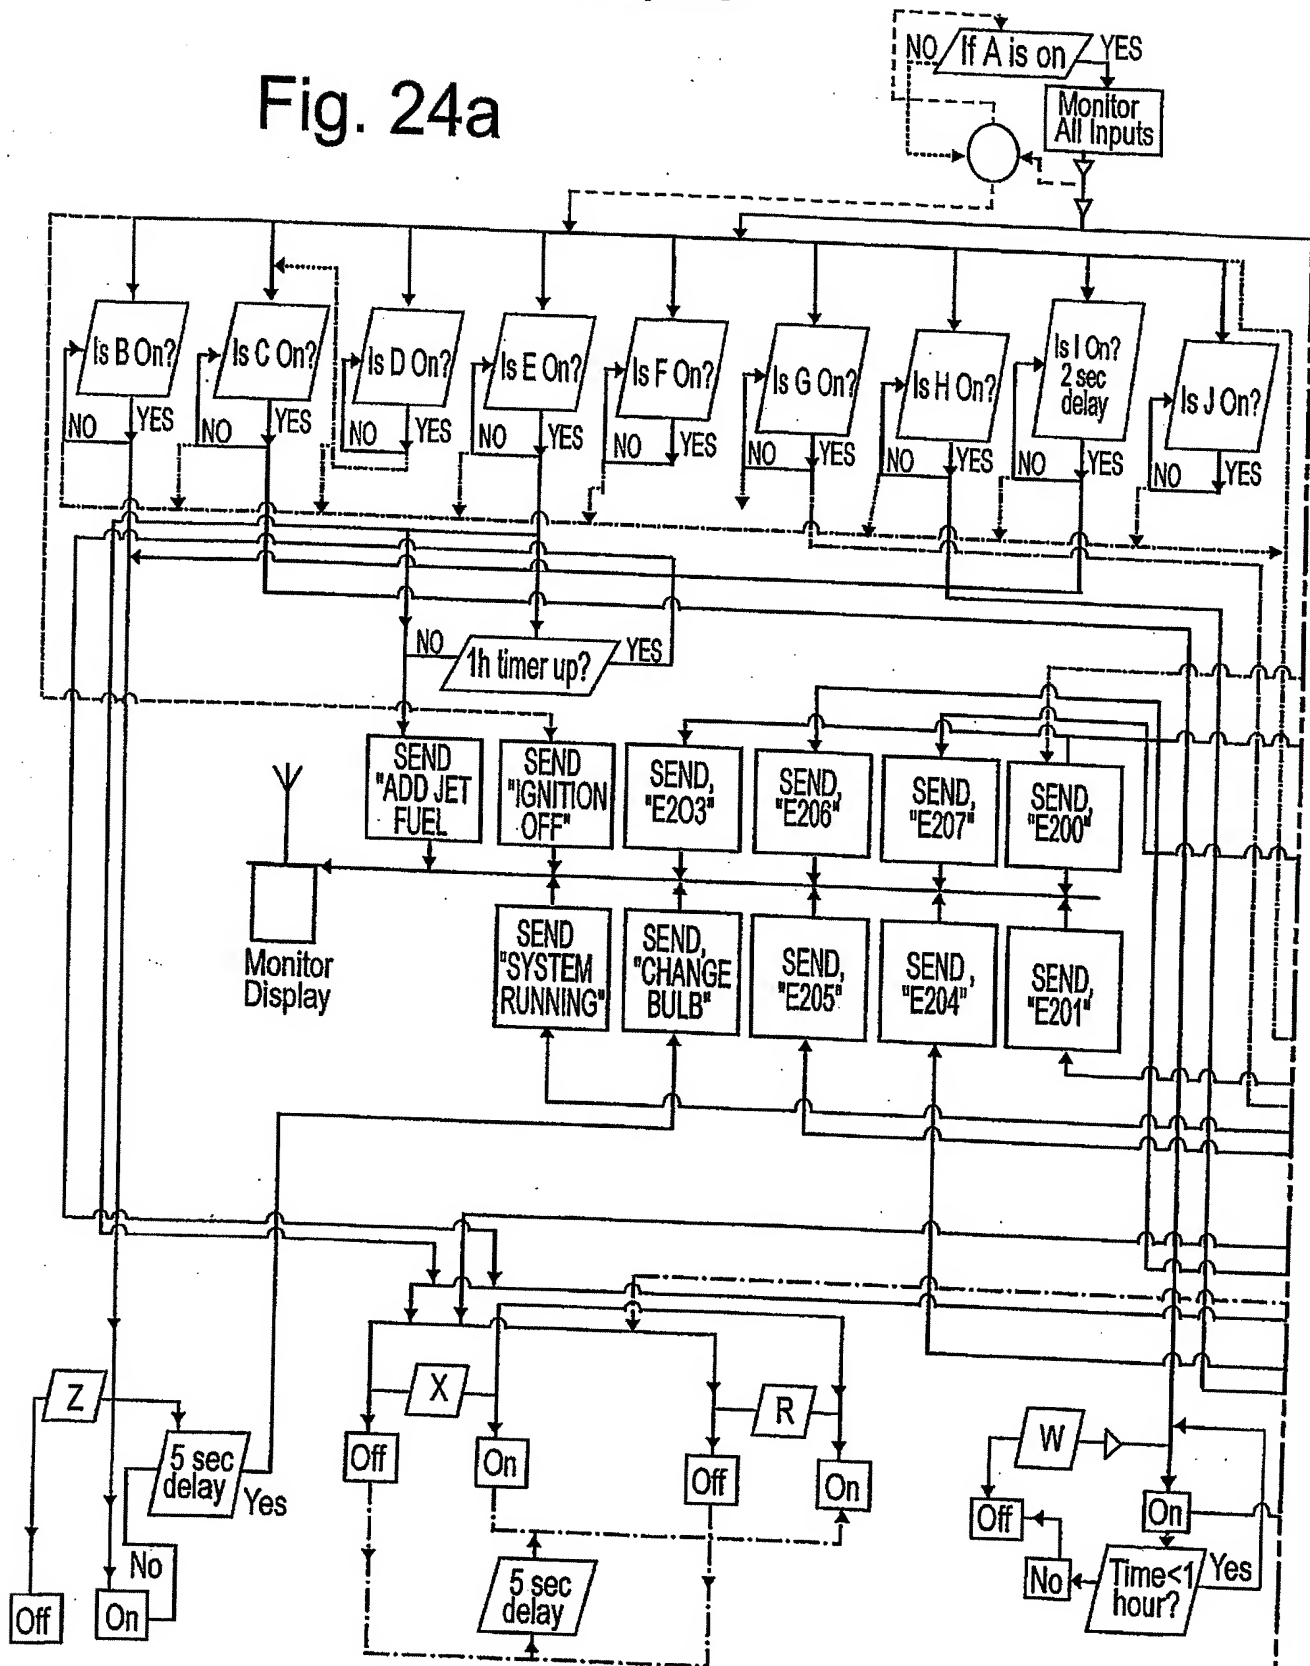 Fig. 24a
NO
If A is on
YES
Monitor
All Inputs
Is B On?
Is C On?
Is D On?
Is E On?
Is F On?
Is G On?
Is H On?
Is I On?
2 sec
delay
Is J On?
NO
YES
NO
YES
NO
YES
NO
YES
NO
YES
NO
YES
NO
YES
NO
YES
NO
YES
NO
1h timer up?
YES
SEND
"ADD JET
FUEL
SEND
"IGNITION
OFF"
SEND,
"E2O3"
SEND,
"E206"
SEND,
"E207"
SEND,
"E200"
Monitor
Display
SEND
"SYSTEM
RUNNING"
SEND,
"CHANGE
BULB"
SEND,
"E205"
SEND,
"E204"
SEND,
"E201"
Z
5 sec
delay
Yes
No
Off
On
X
Off
On
R
Off
On
5 sec
delay
W
Off
On
No
Time<1
hour?
Yes